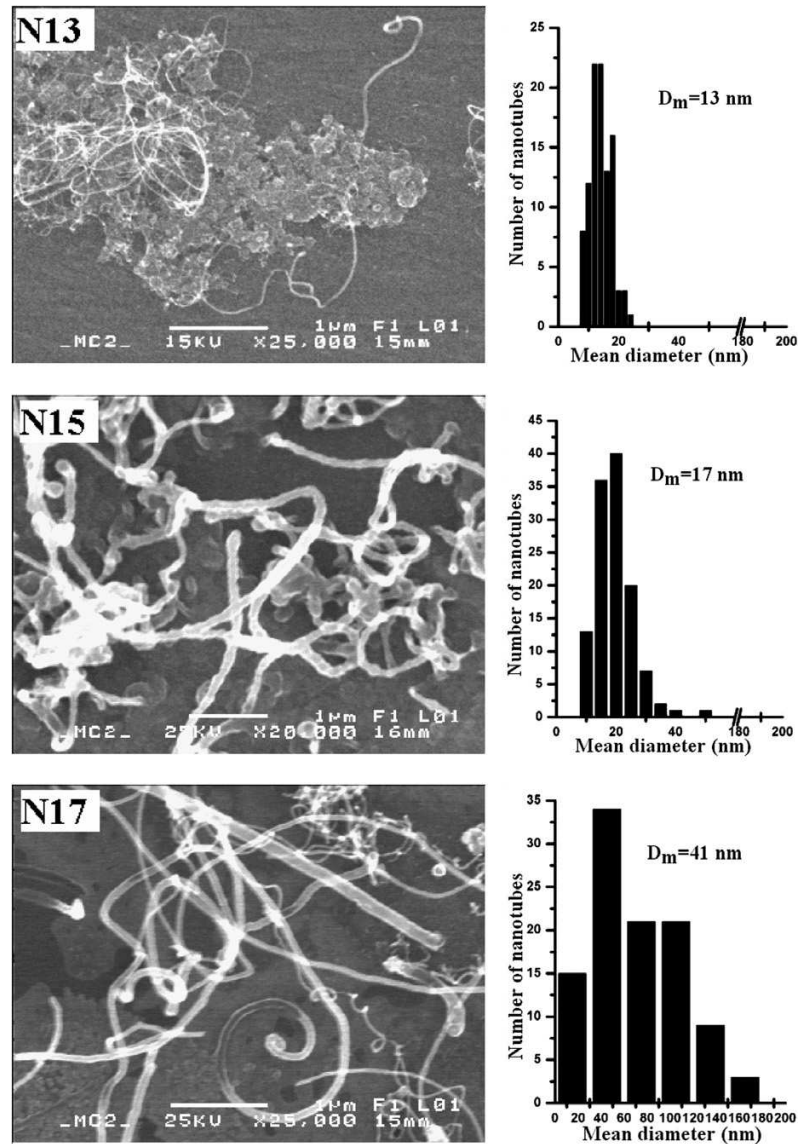 N13
1μm F1 L01
_MC2_ 15KV X25,000 15mm
25
20
15
10
5
0
Number of nanotubes
Dm=13 nm
0 20 180 200
Mean diameter (nm)
N15
1μm F1 L01
_MC2_ 25KV X20,000 16mm
45
40
35
30
25
20
15
10
5
0
Number of nanotubes
Dm=17 nm
0 20 40 180 200
Mean diameter (nm)
N17
1μm F1 L01
_MC2_ 25KV X25,000 15mm
35
30
25
20
15
10
5
0
Number of nanotubes
Dm=41 nm
0 20 40 60 80 100 120 140 160 180 200
Mean diameter (nm)